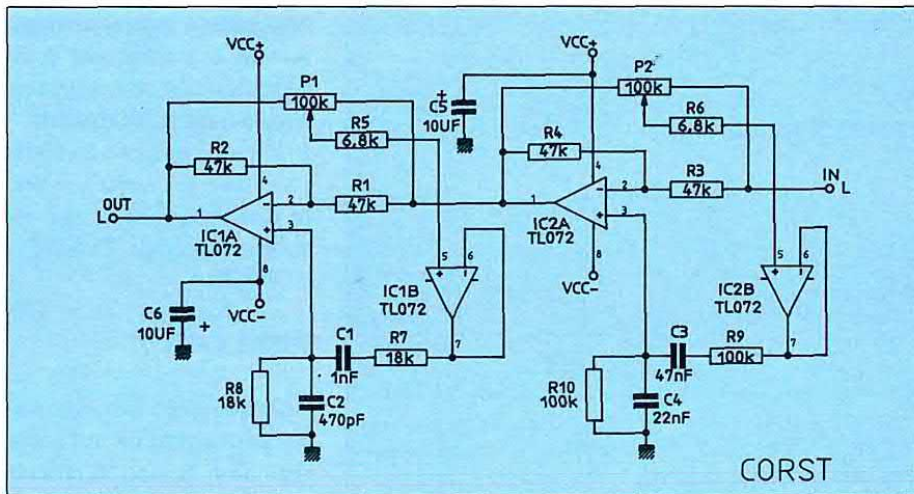 VCC+
P1
100k
R5
6,8k
R2
47k
R1
47k
OUT
L
1
4
2
3
8
IC1A
TL072
VCC-
C6
10UF
+
5
6
7
IC1B
TL072
C1
1nF
R7
18k
R8
18k
C2
470pF
VCC+
+
C5
10UF
P2
100k
R6
6,8k
R4
47k
R3
47k
IN
L
1
4
2
3
8
IC2A
TL072
VCC-
5
6
7
IC2B
TL072
C3
47nF
R9
100k
R10
100k
C4
22nF
CORST